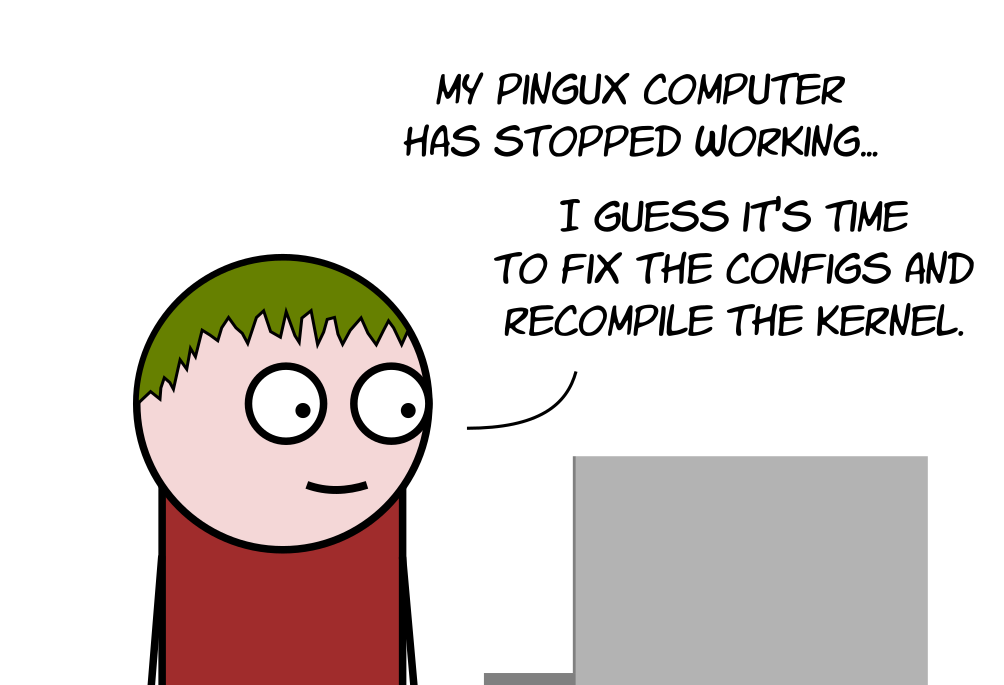 MY PINGUX COMPUTER
HAS STOPPED WORKING...
I GUESS IT'S TIME
TO FIX THE CONFIGS AND
RECOMPILE THE KERNEL.